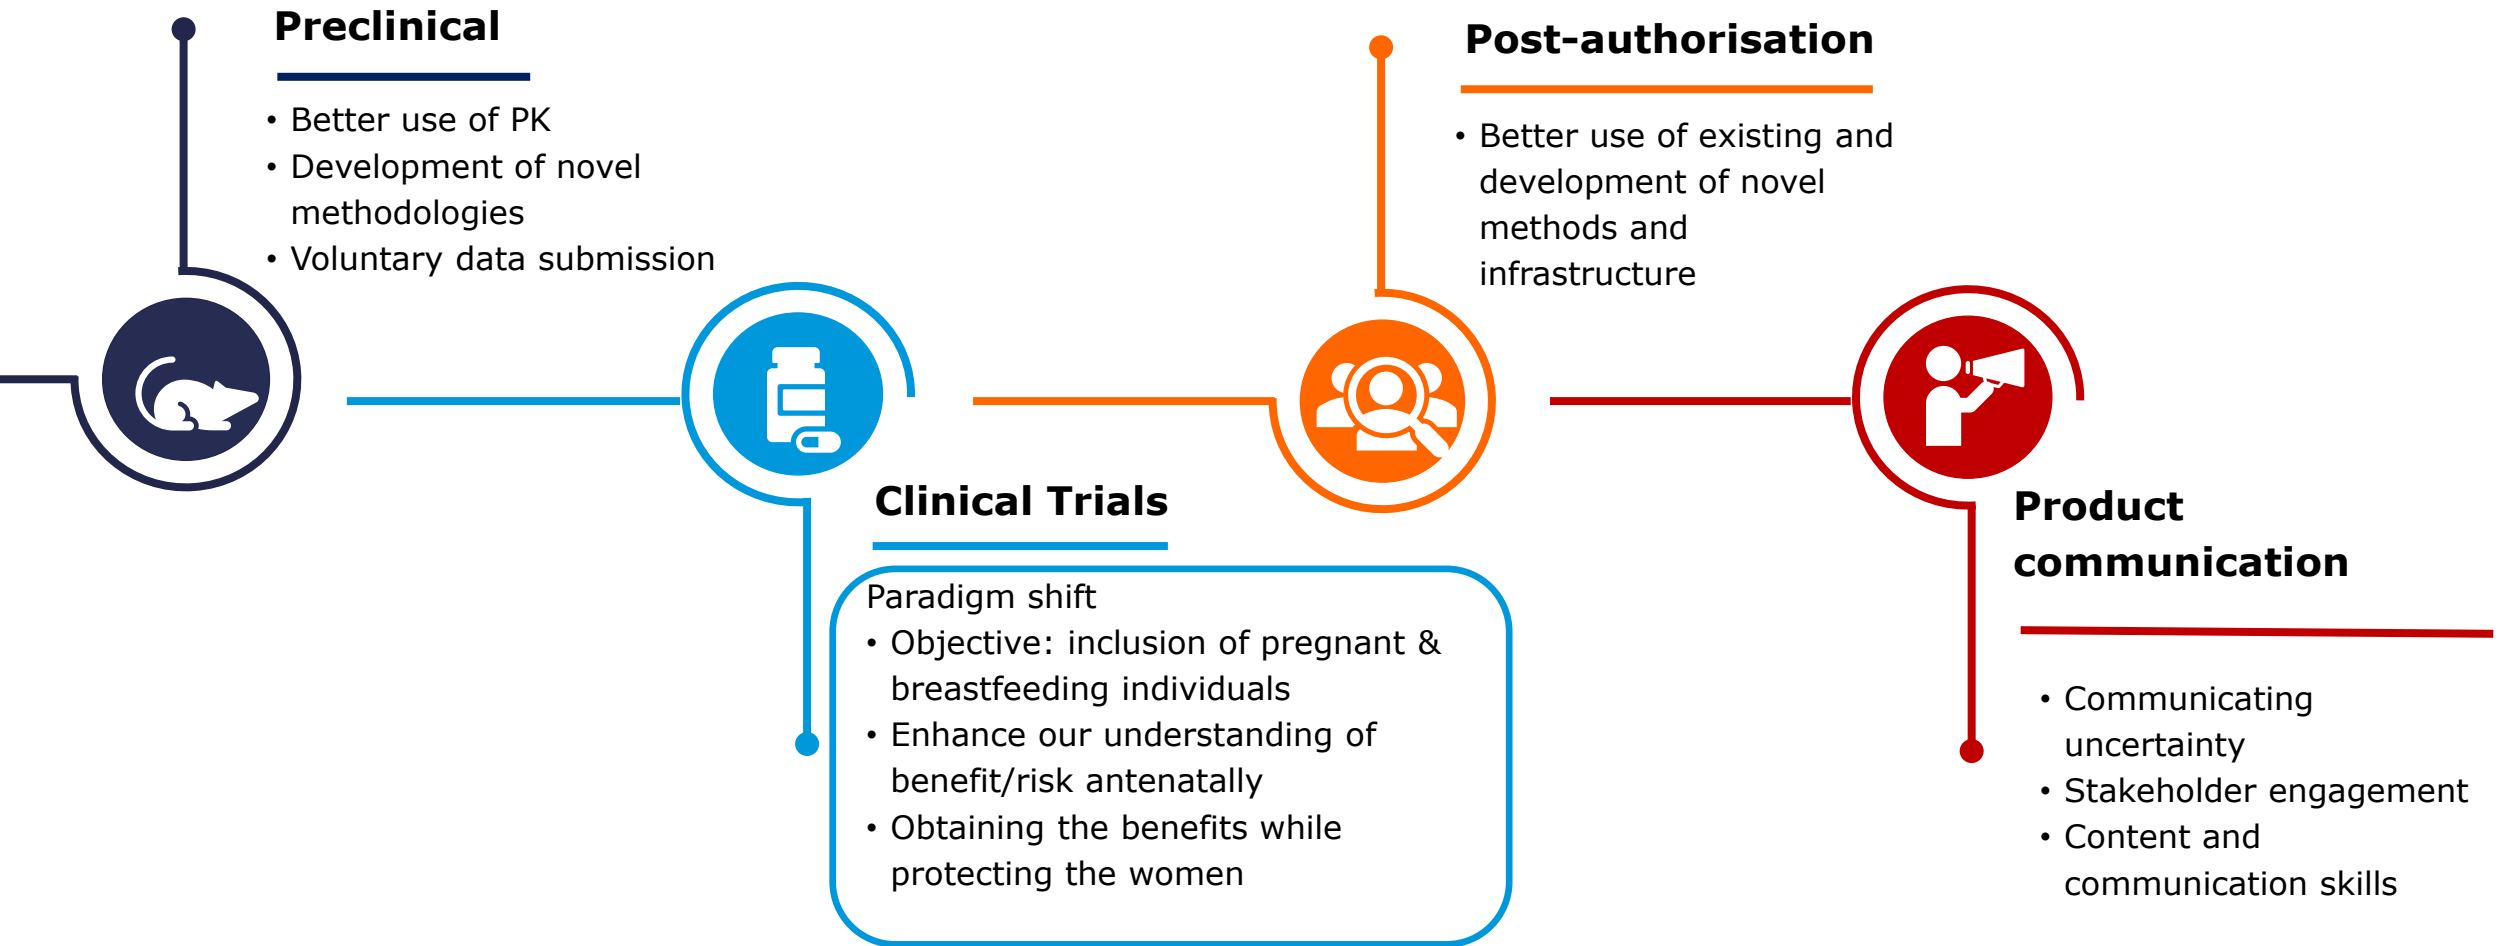 Preclinical
• Better use of PK
• Development of novel
methodologies
• Voluntary data submission
Clinical Trials
Paradigm shift
• Objective: inclusion of pregnant &
breastfeeding individuals
• Enhance our understanding of
benefit/risk antenatally
• Obtaining the benefits while
protecting the women
Post-authorisation
• Better use of existing and
development of novel
methods and
infrastructure
Product
communication
• Communicating
uncertainty
• Stakeholder engagement
• Content and
communication skills